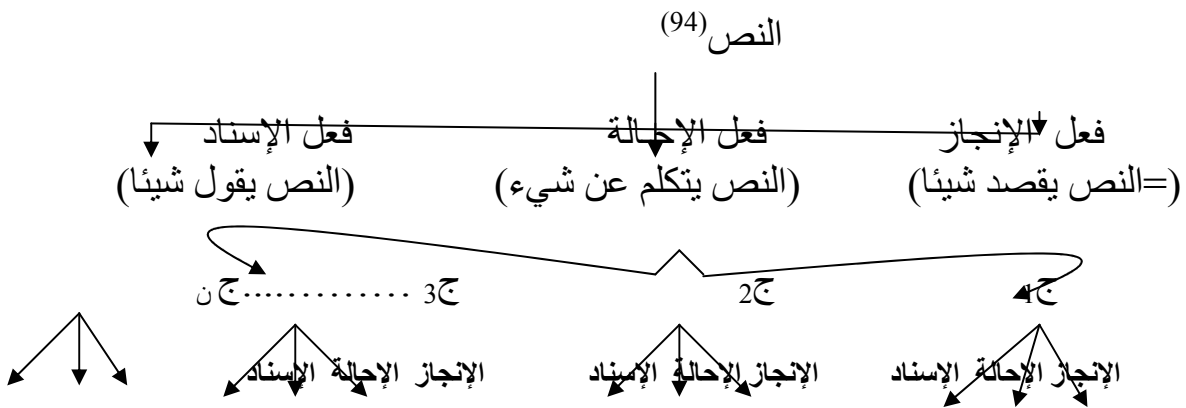 النص(94)
فعل الإنجاز فعل الإحالة فعل الإسناد
(=النص يقصد شيئا) (النص يتكلم عن شيء) (النص يقول شيئا)
ج1 ج2 ج3 ............. ج ن
الإنجاز الإحالة الإسناد الإنجاز الإحالة الإسناد الإنجاز الإحالة الإسناد